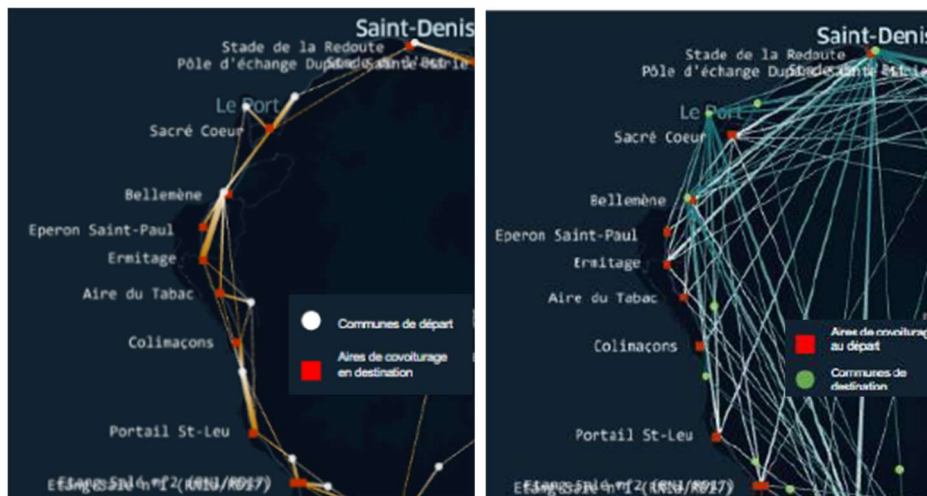 Saint-Denis
Stade de la Redoute
Pôle d'échange
Le Port
Sacré Coeur
Bellemène
Eperon Saint-Paul
Ermitage
Aire du Tabac
Communes de départ
Colimaçons
Aires de covoiturage
en destination
Portail St-Leu
Saint-Denis
Stade de la Redoute
Pôle d'échange
Le Port
Sacré Coeur
Bellemène
Eperon Saint-Paul
Ermitage
Aire du Tabac
Aires de covoiturage
au départ
Colimaçons
Communes de
destination
Portail St-Leu